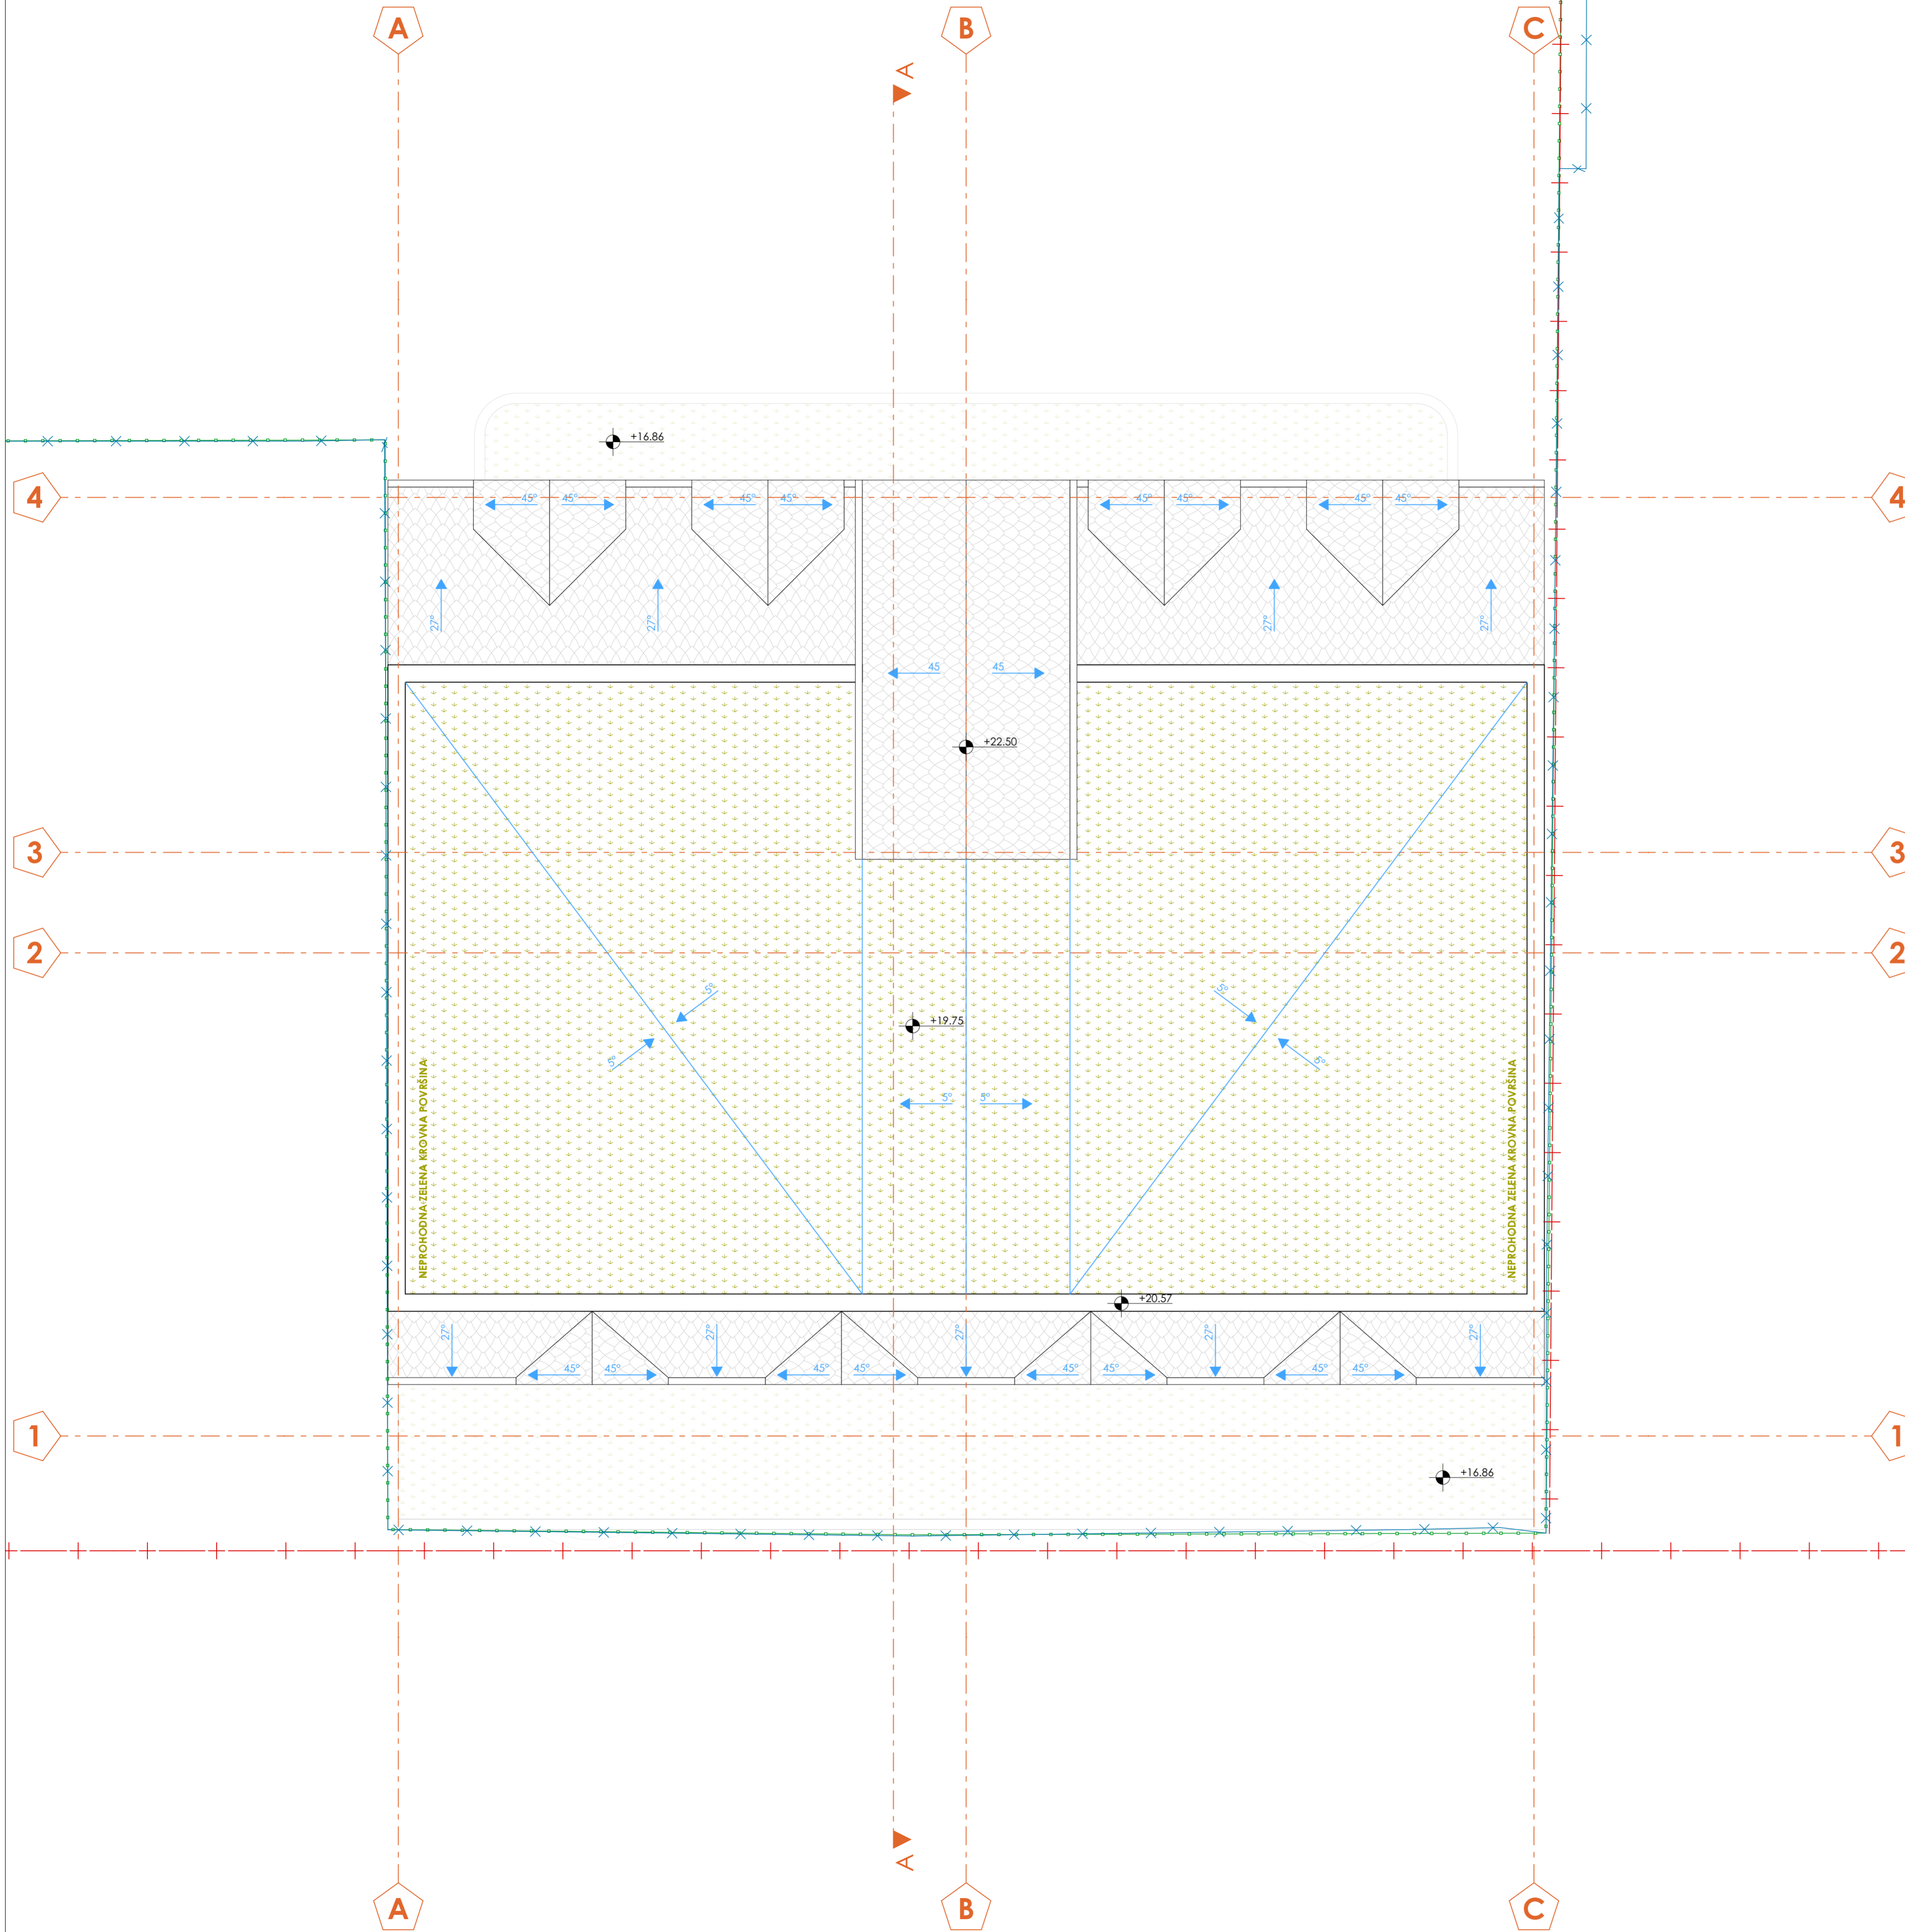 A B C
A
+16.86
4 4
45° 45° 45° 45° 45° 45° 45° 45°
27° 27° 27° 27°
45 45
+22.50
3 3
2 2
5° 5°
+19.75
5° 5°
5° 5°
NEPROHODNA ZELENA KROVNA POVRŠINA
NEPROHODNA ZELENA KROVNA POVRŠINA
+20.57
27° 27° 27° 27° 27°
45° 45° 45° 45° 45° 45° 45° 45°
1 1
+16.86
A
A B C